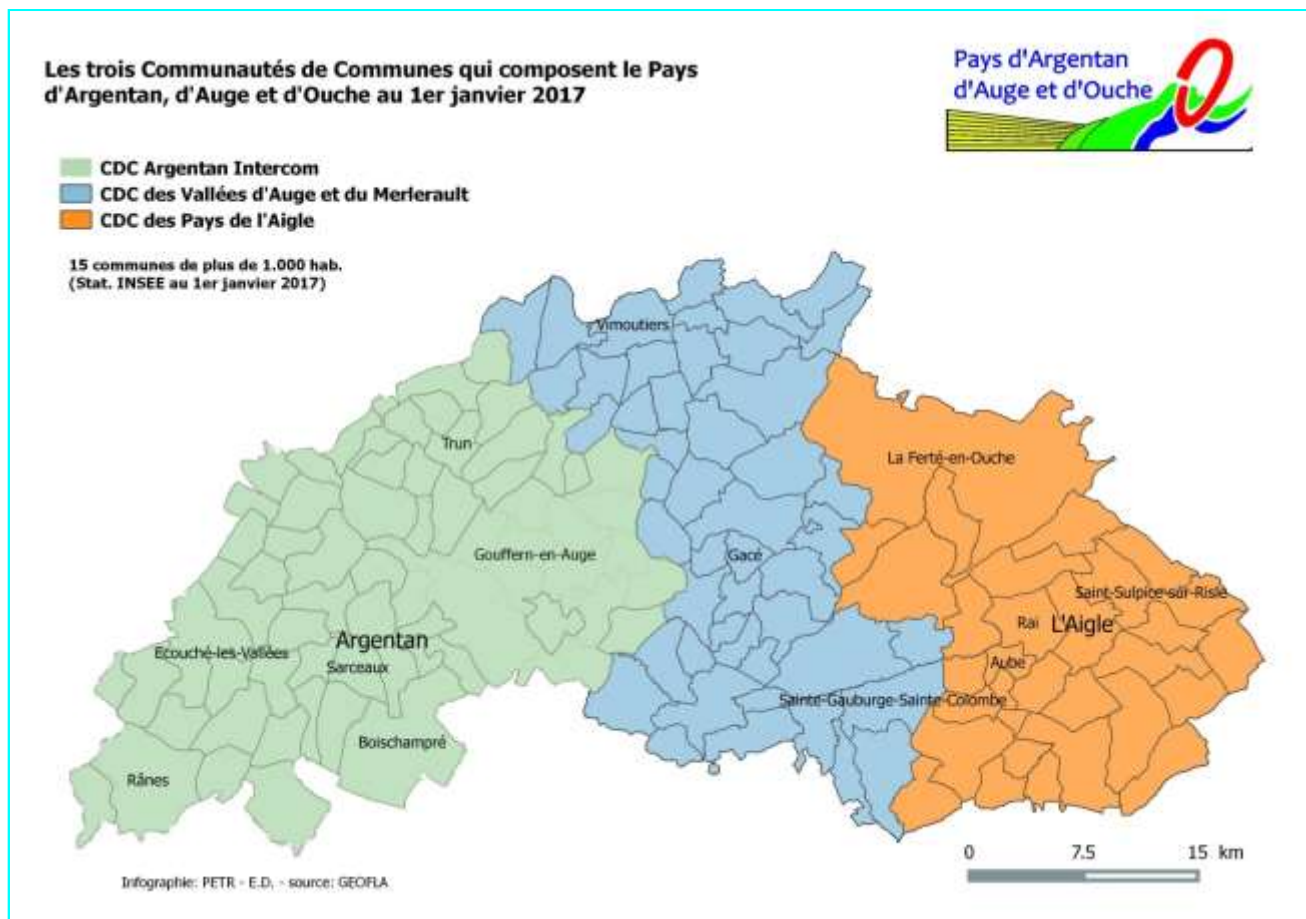 Les trois Communautés de Communes qui composent le Pays
d'Argentan, d'Auge et d'Ouche au 1er janvier 2017
Pays d'Argentan
d'Auge et d'Ouche
CDC Argentan Intercom
CDC des Vallées d'Auge et du Merlerault
CDC des Pays de l'Aigle
15 communes de plus de 1.000 hab.
(Stat. INSEE au 1er janvier 2017)
Vimoutiers
Trun
La Ferté-en-Ouche
Gouffern-en-Auge
Gacé
Saint-Sulpice-sur-Risle
Rai
L'Aigle
Argentan
Ecouché-les-Vallées
Sarceaux
Aube
Sainte-Gauburge-Sainte-Colombe
Boischampré
Rânes
0 7.5 15 km
Infographie: PETR - E.D. - source: GEOFLA